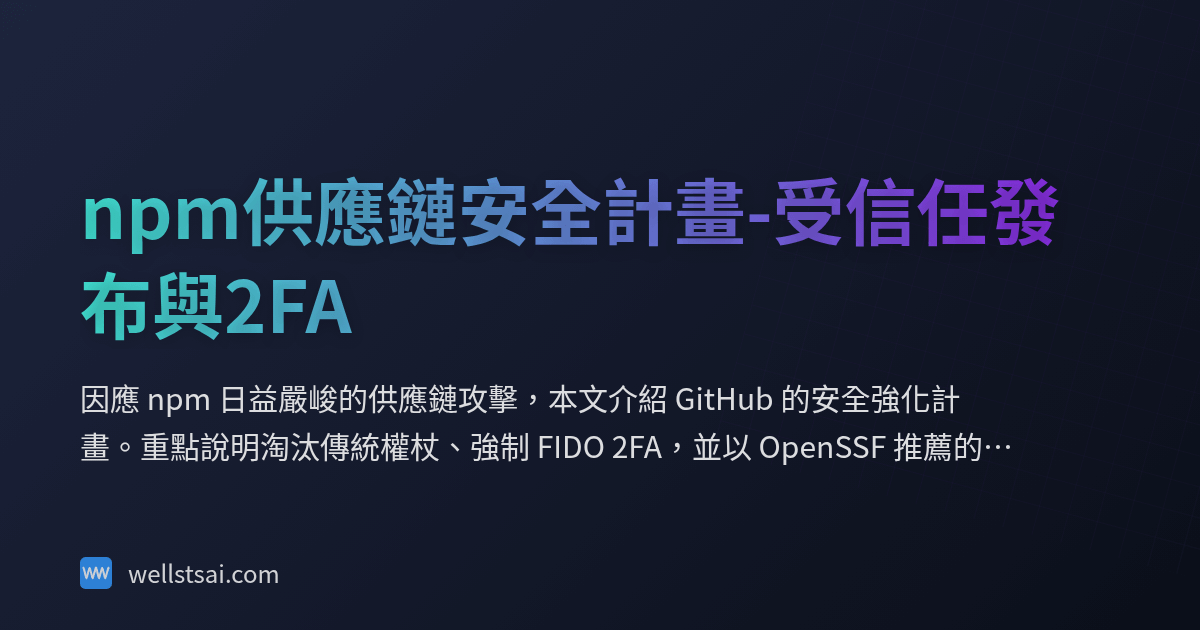 npm供應鏈安全計畫-受信任發
布與2FA
因應 npm 日益嚴峻的供應鏈攻擊，本文介紹 GitHub 的安全強化計
畫。重點說明淘汰傳統權杖、強制 FIDO 2FA，並以 OpenSSF 推薦的…
wellstsai.com